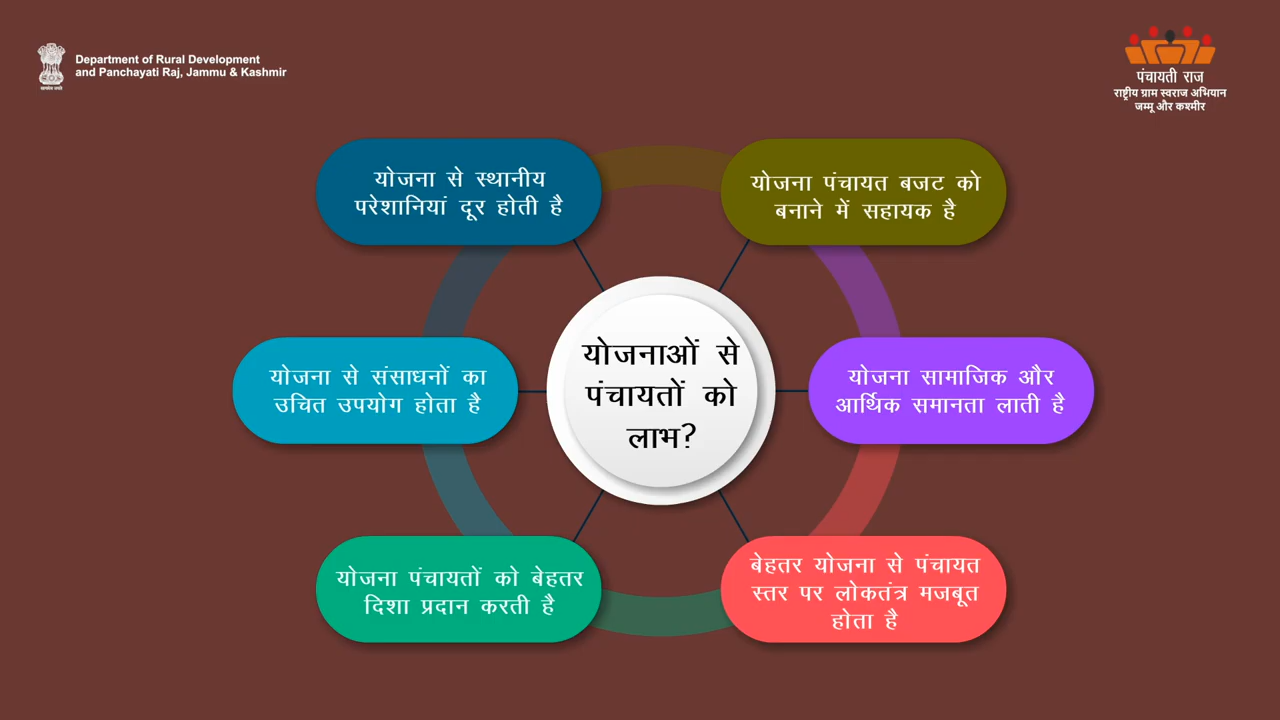 Department of Rural Development
and Panchayati Raj, Jammu & Kashmir
पंचायती राज
राष्ट्रीय ग्राम स्वराज अभियान
जम्मू और कश्मीर
योजना से स्थानीय
परेशानियां दूर होती है
योजना पंचायत बजट को
बनाने में सहायक है
योजना से संसाधनों का
उचित उपयोग होता है
योजनाओं से
पंचायतों को
लाभ?
योजना सामाजिक और
आर्थिक समानता लाती है
योजना पंचायतों को बेहतर
दिशा प्रदान करती है
बेहतर योजना से पंचायत
स्तर पर लोकतंत्र मजबूत
होता है